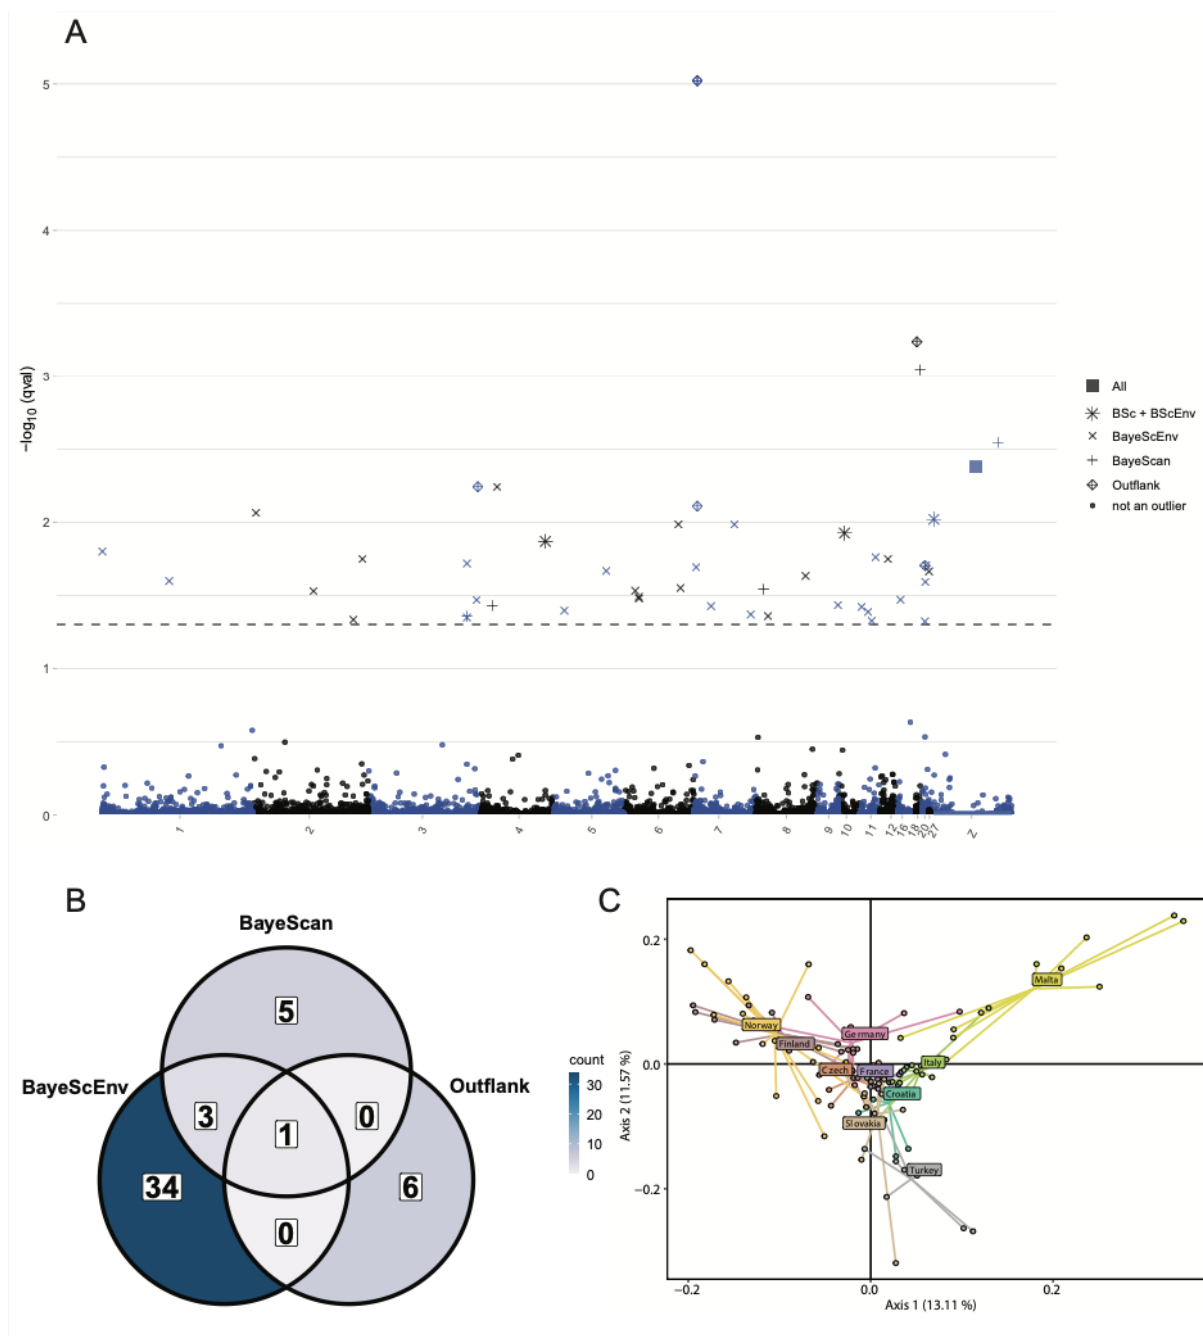 A
5
4
3
2
1
0
−log10 (qval)
All
BSc + BScEnv
BayeScEnv
BayeScan
Outflank
not an outlier
1 2 3 4 5 6 7 8 9 10 11 12 16 18 20 27 Z
B
BayeScan
BayeScEnv
Outflank
5
3
0
1
34
6
0
count
30
20
10
0
C
0.2
0.0
−0.2
Axis 2 (11.57 %)
Malta
Norway
Germany
Finland
Italy
Czech
France
Croatia
Slovakia
Turkey
−0.2 0.0 0.2
Axis 1 (13.11 %)